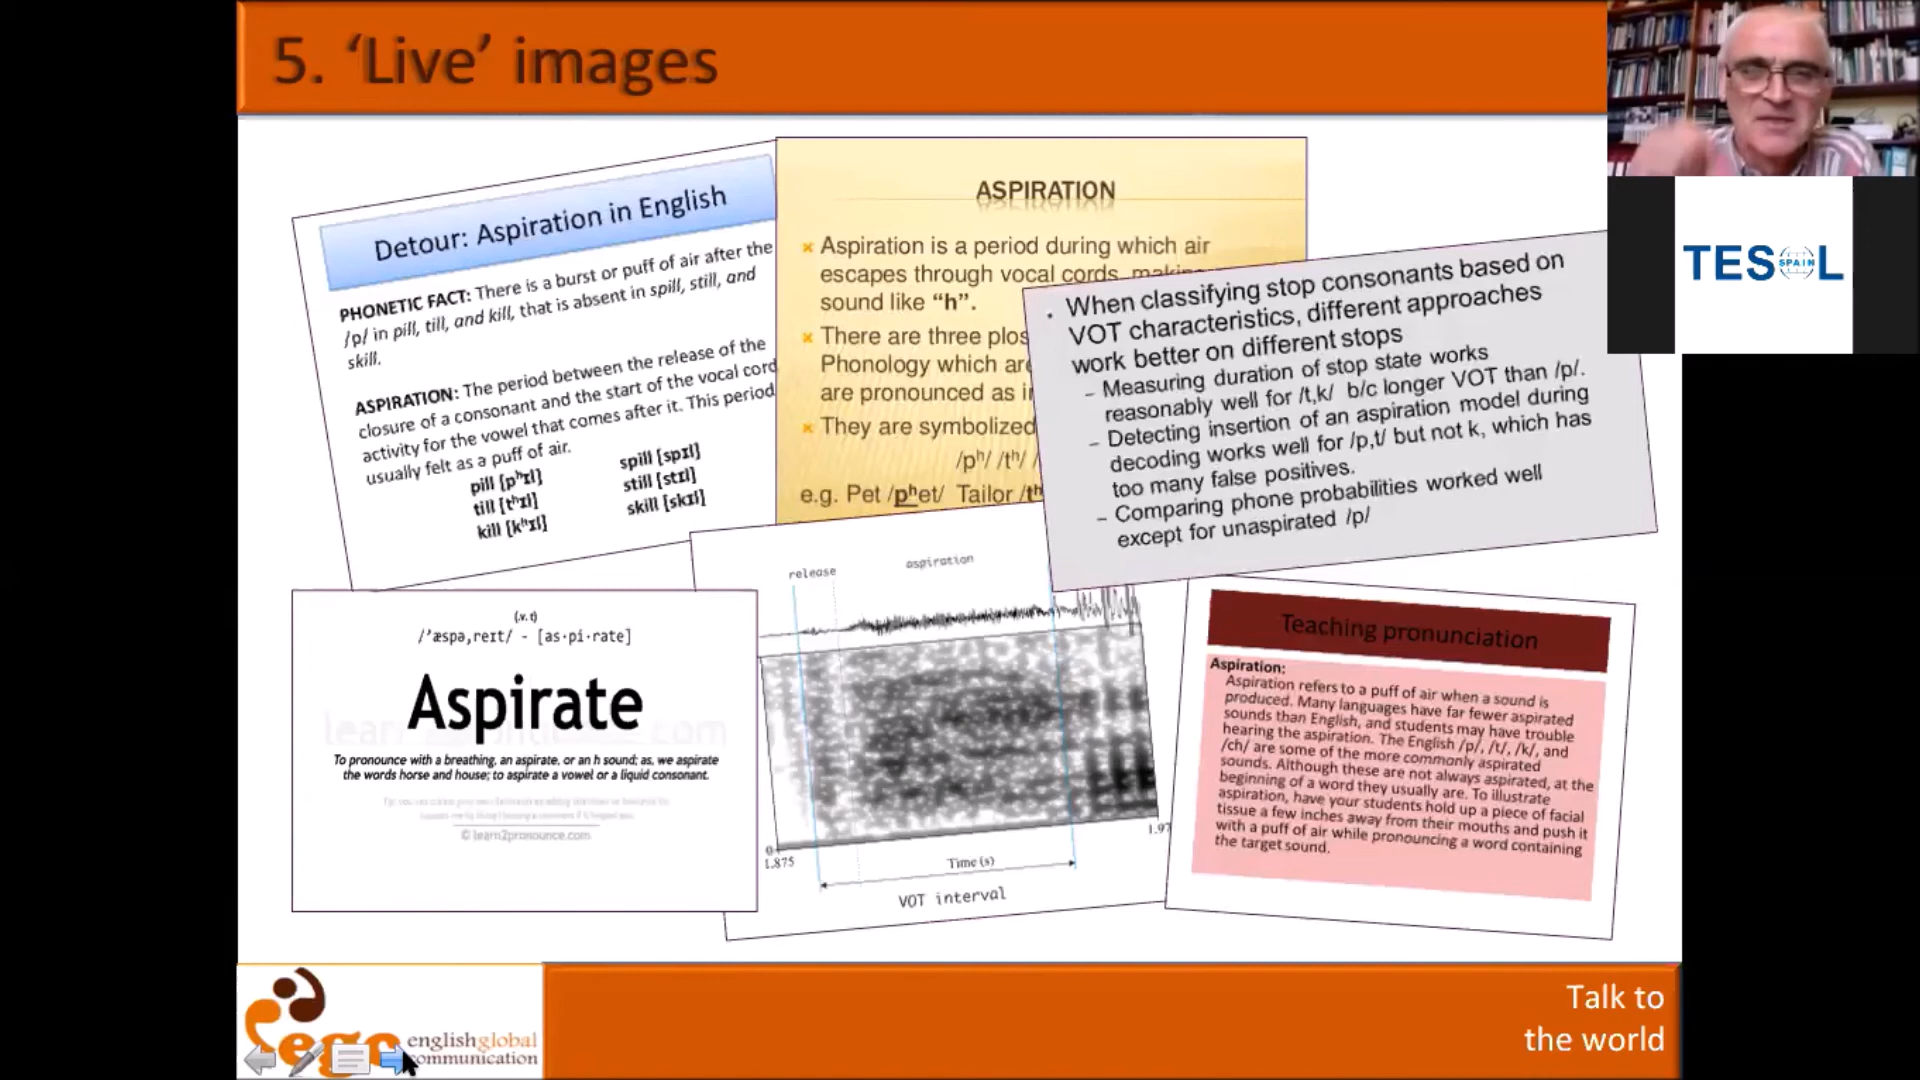 5. ‘Live’ images
Detour: Aspiration in English
PHONETIC FACT: There is a burst or puff of air after the
/p/ in pill, till, and kill, that is absent in spill, still, and
skill.
ASPIRATION: The period between the release of the
closure of a consonant and the start of the vocal cord
activity for the vowel that comes after it. This period
usually felt as a puff of air.
pill [pʰɪl]
till [tʰɪl]
kill [kʰɪl]
spill [spɪl]
still [stɪl]
skill [skɪl]
ASPIRATION
Aspiration is a period during which air
escapes through vocal cords, making
sound like “h”.
There are three plos
Phonology which are
are pronounced as i
They are symbolized
/pʰ/ /tʰ/ /
e.g. Pet /pʰet/ Tailor /tʰ
• When classifying stop consonants based on
VOT characteristics, different approaches
work better on different stops
– Measuring duration of stop state works
reasonably well for /t,k/ b/c longer VOT than /p/.
– Detecting insertion of an aspiration model during
decoding works well for /p,t/ but not k, which has
too many false positives.
– Comparing phone probabilities worked well
except for unaspirated /p/
TESOL
SPAIN
(v. t)
/’æspə,reɪt/ - [as·pi·rate]
Aspirate
To pronounce with a breathing, an aspirate, or an h sound; as, we aspirate
the words horse and house; to aspirate a vowel or a liquid consonant.
© learn2pronounce.com
release
aspiration
0
1.875
1.97
Time (s)
VOT interval
Teaching pronunciation
Aspiration:
Aspiration refers to a puff of air when a sound is
produced. Many languages have far fewer aspirated
sounds than English, and students may have trouble
hearing the aspiration. The English /p/, /t/, /k/, and
/ch/ are some of the more commonly aspirated
sounds. Although these are not always aspirated, at the
beginning of a word they usually are. To illustrate
aspiration, have your students hold up a piece of facial
tissue a few inches away from their mouths and push it
with a puff of air while pronouncing a word containing
the target sound.
egc
englishglobal
communication
Talk to
the world